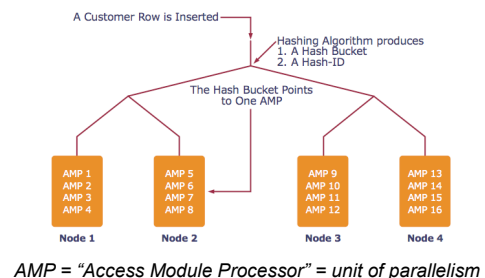 A Customer Row is Inserted
Hashing Algorithm produces
1. A Hash Bucket
2. A Hash-ID
The Hash Bucket Points
to One AMP
AMP 1
AMP 2
AMP 3
AMP 4
Node 1
AMP 5
AMP 6
AMP 7
AMP 8
Node 2
AMP 9
AMP 10
AMP 11
AMP 12
Node 3
AMP 13
AMP 14
AMP 15
AMP 16
Node 4
AMP = “Access Module Processor” = unit of parallelism